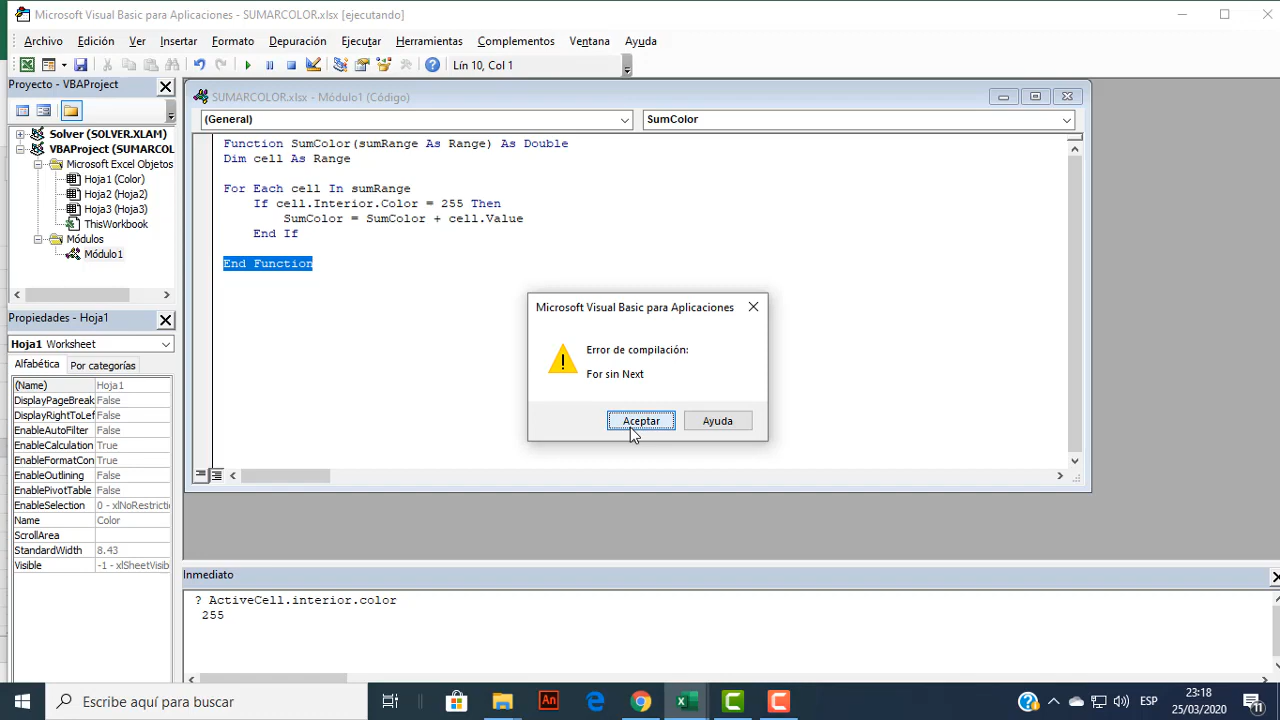 Microsoft Visual Basic para Aplicaciones - SUMARCOLOR.xlsx [ejecutando]
Archivo Edición Ver Insertar Formato Depuración Ejecutar Herramientas Complementos Ventana Ayuda
Lín 10, Col 1
Proyecto - VBAProject
Solver (SOLVER.XLAM)
VBAProject (SUMARCOL
Microsoft Excel Objetos
Hoja1 (Color)
Hoja2 (Hoja2)
Hoja3 (Hoja3)
ThisWorkbook
Módulos
Módulo1
Propiedades - Hoja1
Hoja1 Worksheet
Alfabética Por categorías
(Name) Hoja1
DisplayPageBreak False
DisplayRightToLef False
EnableAutoFilter False
EnableCalculation True
EnableFormatCon True
EnableOutlining False
EnablePivotTable False
EnableSelection 0 - xlNoRestrictio
Name Color
ScrollArea
StandardWidth 8.43
Visible -1 - xlSheetVisib
SUMARCOLOR.xlsx - Módulo1 (Código)
(General) SumColor
Function SumColor(sumRange As Range) As Double
Dim cell As Range
For Each cell In sumRange
If cell.Interior.Color = 255 Then
SumColor = SumColor + cell.Value
End If
End Function
Microsoft Visual Basic para Aplicaciones
Error de compilación:
For sin Next
Aceptar Ayuda
Inmediato
? ActiveCell.interior.color
255
Escribe aquí para buscar
An
ESP
23:18
25/03/2020
11